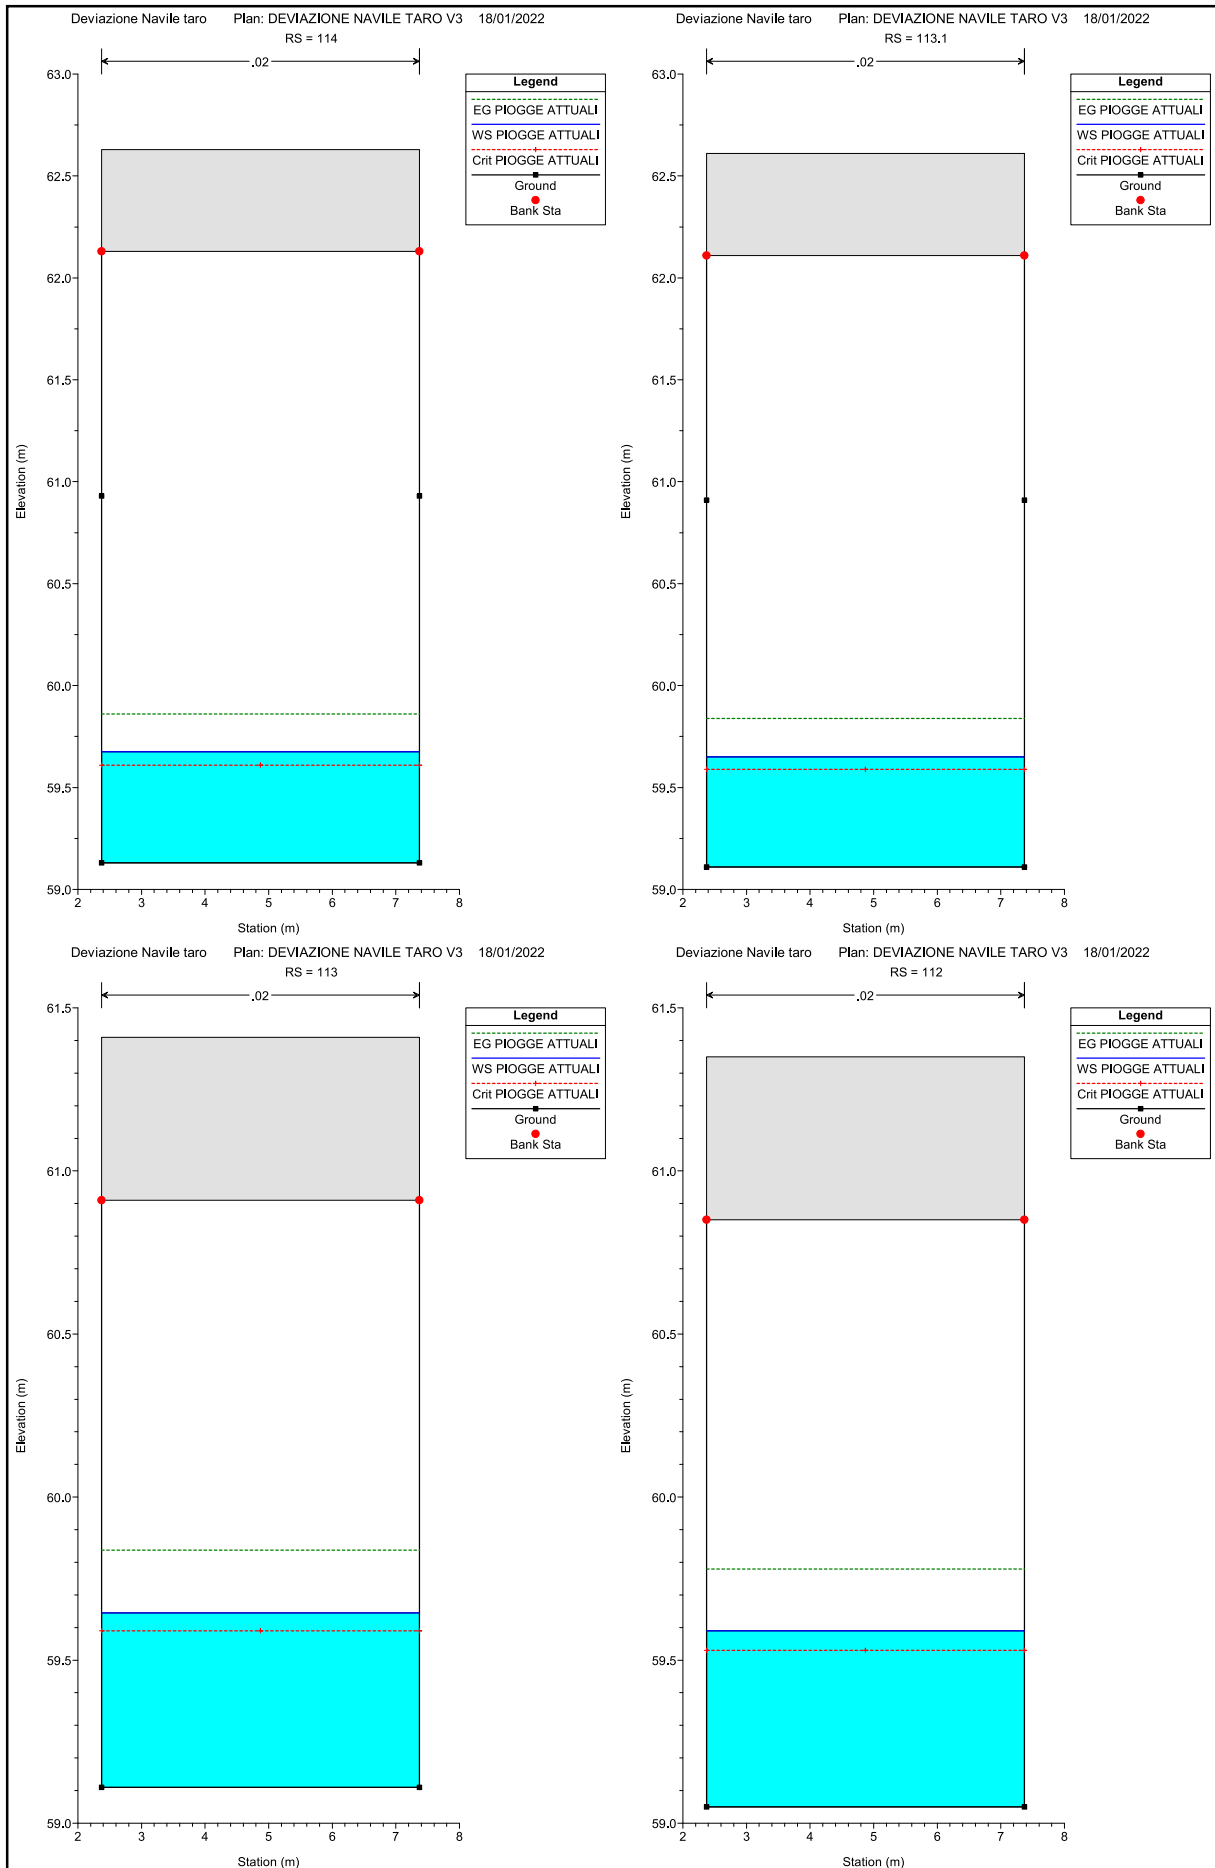 Deviazione Navile taro Plan: DEVIAZIONE NAVILE TARO V3 18/01/2022
RS = 114
.02
63.0
62.5
62.0
61.5
61.0
60.5
60.0
59.5
59.0
Elevation (m)
2 3 4 5 6 7 8
Station (m)
Legend
EG PIOGGE ATTUALI
WS PIOGGE ATTUALI
Crit PIOGGE ATTUALI
Ground
Bank Sta
Deviazione Navile taro Plan: DEVIAZIONE NAVILE TARO V3 18/01/2022
RS = 113.1
.02
63.0
62.5
62.0
61.5
61.0
60.5
60.0
59.5
59.0
Elevation (m)
2 3 4 5 6 7 8
Station (m)
Legend
EG PIOGGE ATTUALI
WS PIOGGE ATTUALI
Crit PIOGGE ATTUALI
Ground
Bank Sta
Deviazione Navile taro Plan: DEVIAZIONE NAVILE TARO V3 18/01/2022
RS = 113
.02
61.5
61.0
60.5
60.0
59.5
59.0
Elevation (m)
2 3 4 5 6 7 8
Station (m)
Legend
EG PIOGGE ATTUALI
WS PIOGGE ATTUALI
Crit PIOGGE ATTUALI
Ground
Bank Sta
Deviazione Navile taro Plan: DEVIAZIONE NAVILE TARO V3 18/01/2022
RS = 112
.02
61.5
61.0
60.5
60.0
59.5
59.0
Elevation (m)
2 3 4 5 6 7 8
Station (m)
Legend
EG PIOGGE ATTUALI
WS PIOGGE ATTUALI
Crit PIOGGE ATTUALI
Ground
Bank Sta